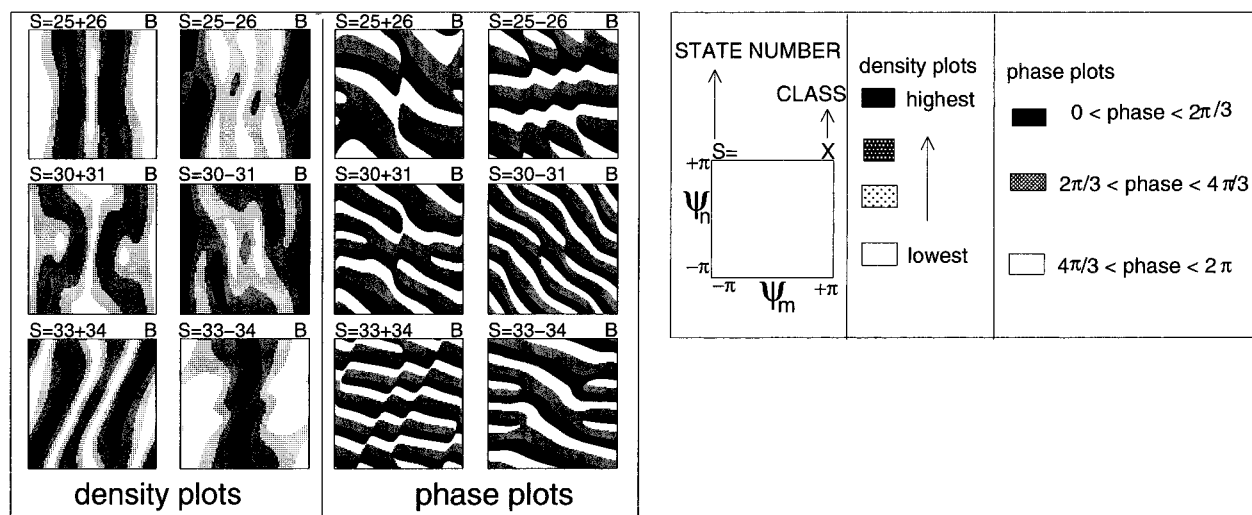 S=25+26 B
S=25−26 B
S=25+26 B
S=25−26 B
S=30+31 B
S=30−31 B
S=30+31 B
S=30−31 B
S=33+34 B
S=33−34 B
S=33+34 B
S=33−34 B
density plots
phase plots
STATE NUMBER
CLASS
S= X
+π
ψn
−π
−π ψm +π
density plots
highest
lowest
phase plots
0 < phase < 2π/3
2π/3 < phase < 4π/3
4π/3 < phase < 2π